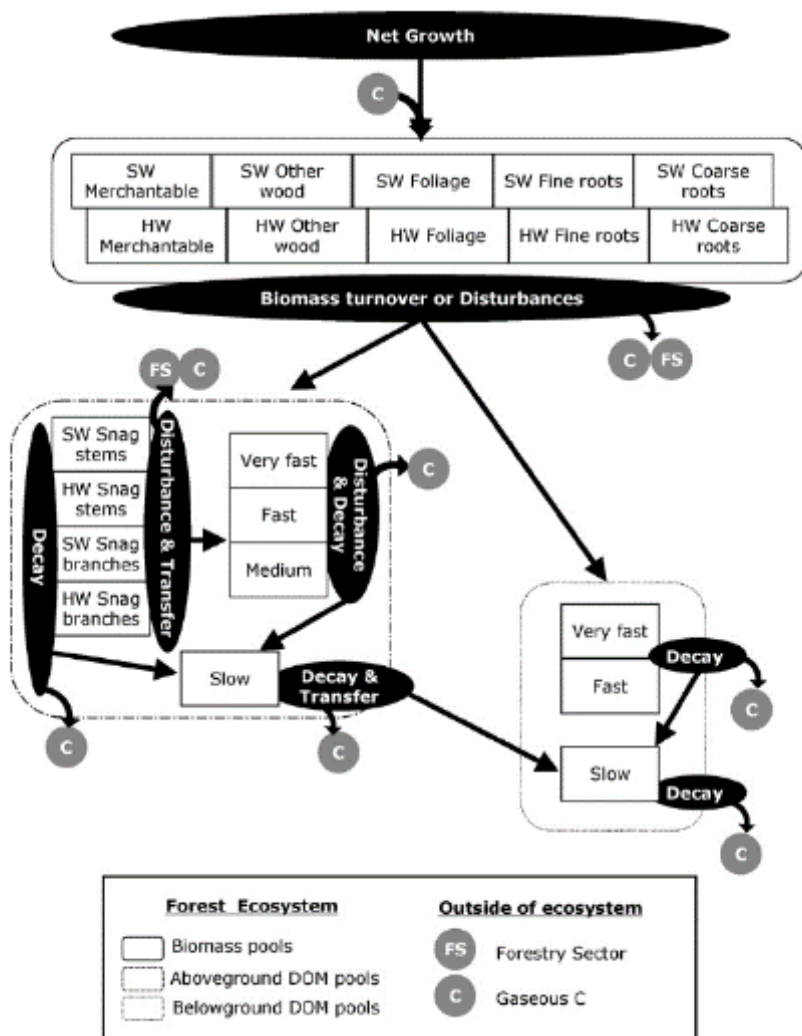 Net Growth
C
SW Merchantable
SW Other wood
SW Foliage
SW Fine roots
SW Coarse roots
HW Merchantable
HW Other wood
HW Foliage
HW Fine roots
HW Coarse roots
Biomass turnover or Disturbances
FS C
C FS
Decay
SW Snag stems
HW Snag stems
SW Snag branches
HW Snag branches
Disturbance & Transfer
Very fast
Fast
Medium
Disturbance & Decay
C
Slow
Decay & Transfer
C
C
Very fast
Fast
Decay
C
Slow
Decay
C
Forest Ecosystem
Biomass pools
Aboveground DOM pools
Belowground DOM pools
Outside of ecosystem
FS Forestry Sector
C Gaseous C